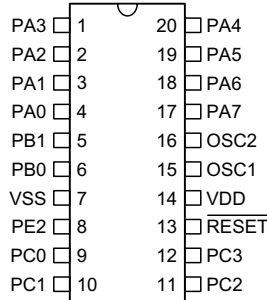 PA3 1 20 PA4
PA2 2 19 PA5
PA1 3 18 PA6
PA0 4 17 PA7
PB1 5 16 OSC2
PB0 6 15 OSC1
VSS 7 14 VDD
PE2 8 13 RESET
PC0 9 12 PC3
PC1 10 11 PC2